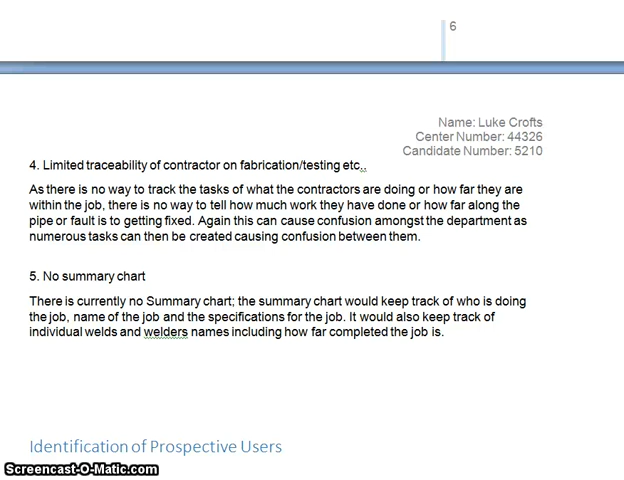 6
Name: Luke Crofts
Center Number: 44326
Candidate Number: 5210
4. Limited traceability of contractor on fabrication/testing etc..
As there is no way to track the tasks of what the contractors are doing or how far they are
within the job, there is no way to tell how much work they have done or how far along the
pipe or fault is to getting fixed. Again this can cause confusion amongst the department as
numerous tasks can then be created causing confusion between them.
5. No summary chart
There is currently no Summary chart; the summary chart would keep track of who is doing
the job, name of the job and the specifications for the job. It would also keep track of
individual welds and welders names including how far completed the job is.
Identification of Prospective Users
Screencast-O-Matic.com